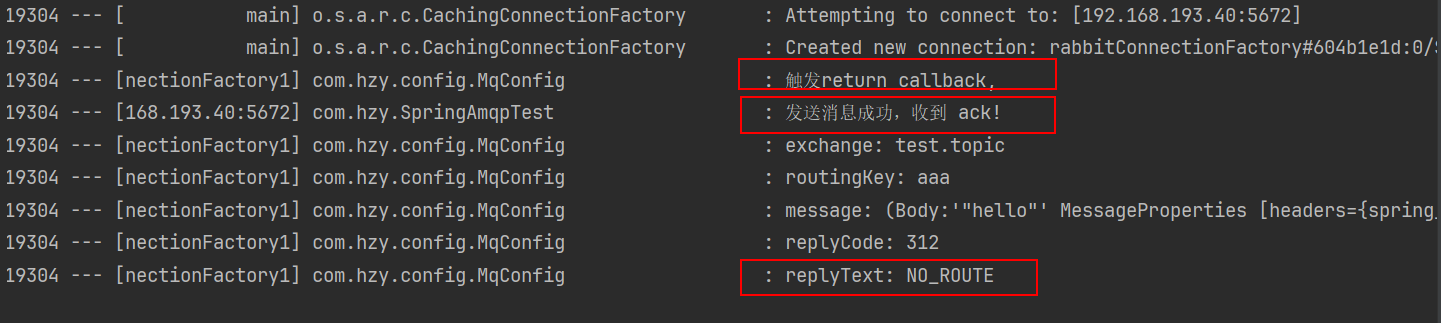 19304 --- [           main] o.s.a.r.c.CachingConnectionFactory       : Attempting to connect to: [192.168.193.40:5672]
19304 --- [           main] o.s.a.r.c.CachingConnectionFactory       : Created new connection: rabbitConnectionFactory#604b1e1d:0/
19304 --- [nectionFactory1] com.hzy.config.MqConfig                  : 触发return callback,
19304 --- [168.193.40:5672] com.hzy.SpringAmqpTest                   : 发送消息成功，收到 ack!
19304 --- [nectionFactory1] com.hzy.config.MqConfig                  : exchange: test.topic
19304 --- [nectionFactory1] com.hzy.config.MqConfig                  : routingKey: aaa
19304 --- [nectionFactory1] com.hzy.config.MqConfig                  : message: (Body:'"hello"' MessageProperties [headers={spring_
19304 --- [nectionFactory1] com.hzy.config.MqConfig                  : replyCode: 312
19304 --- [nectionFactory1] com.hzy.config.MqConfig                  : replyText: NO_ROUTE